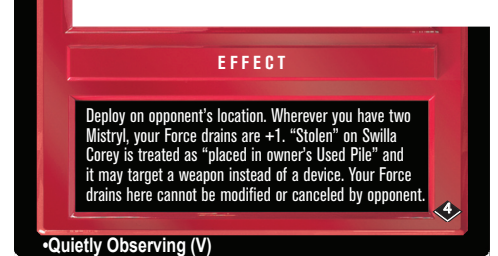 EFFECT
Deploy on opponent's location. Wherever you have two
Mistryl, your Force drains are +1. "Stolen" on Swilla
Corey is treated as "placed in owner's Used Pile" and
it may target a weapon instead of a device. Your Force
drains here cannot be modified or canceled by opponent.
4
•Quietly Observing (V)